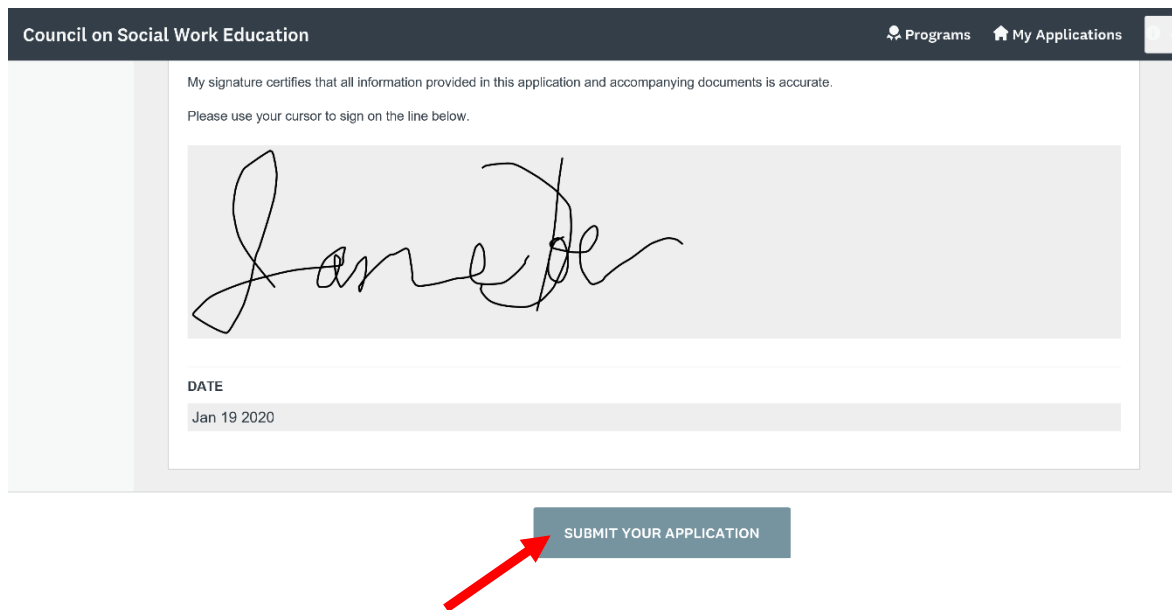 Council on Social Work Education Programs My Applications
My signature certifies that all information provided in this application and accompanying documents is accurate.
Please use your cursor to sign on the line below.
Jane Doe
DATE
Jan 19 2020
SUBMIT YOUR APPLICATION